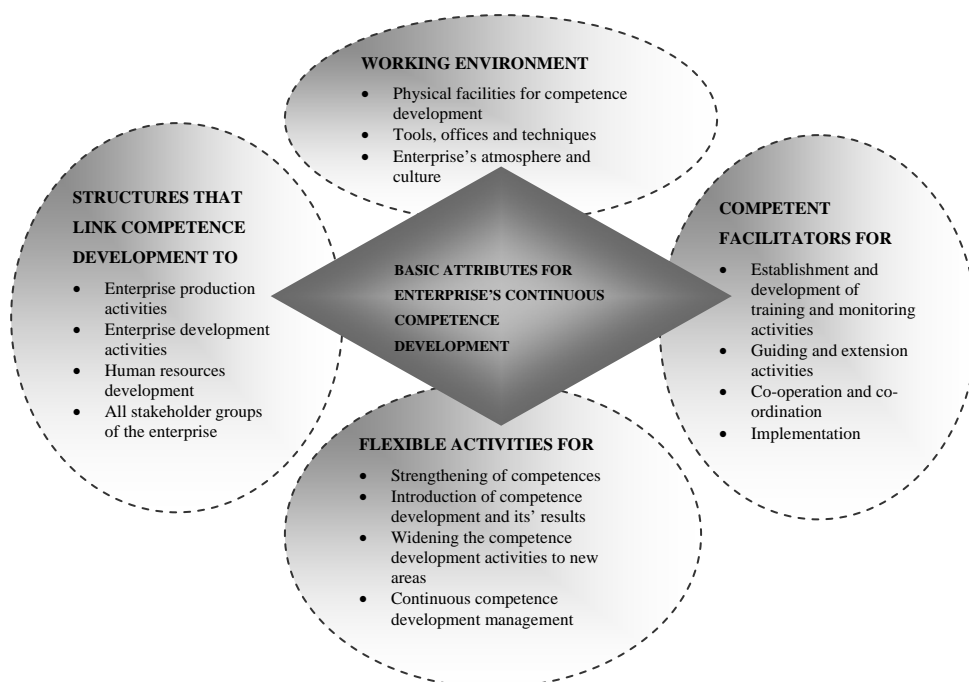 WORKING ENVIRONMENT
• Physical facilities for competence
development
• Tools, offices and techniques
• Enterprise's atmosphere and
culture
STRUCTURES THAT
LINK COMPETENCE
DEVELOPMENT TO
• Enterprise production
activities
• Enterprise development
activities
• Human resources
development
• All stakeholder groups
of the enterprise
BASIC ATTRIBUTES FOR
ENTERPRISE'S CONTINUOUS
COMPETENCE
DEVELOPMENT
COMPETENT
FACILITATORS FOR
• Establishment and
development of
training and monitoring
activities
• Guiding and extension
activities
• Co-operation and co-
ordination
• Implementation
FLEXIBLE ACTIVITIES FOR
• Strengthening of competences
• Introduction of competence
development and its' results
• Widening the competence
development activities to new
areas
• Continuous competence
development management